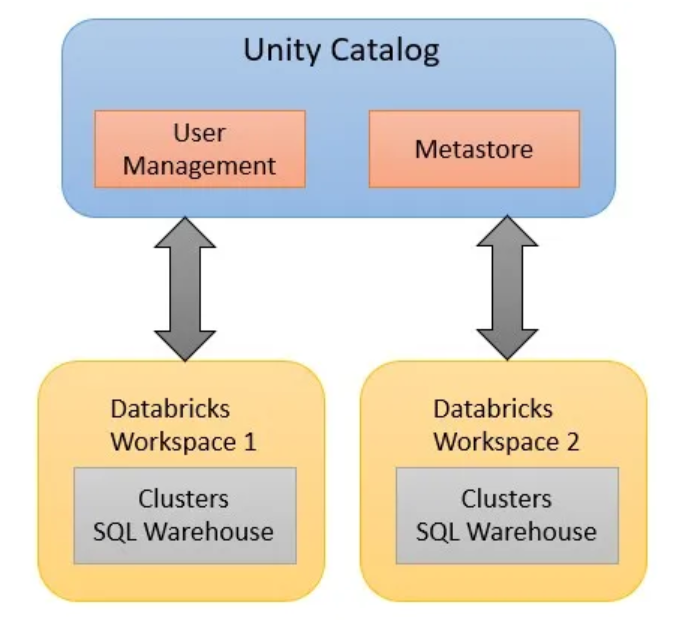 Unity Catalog
User
Management
Metastore
Databricks
Workspace 1
Clusters
SQL Warehouse
Databricks
Workspace 2
Clusters
SQL Warehouse